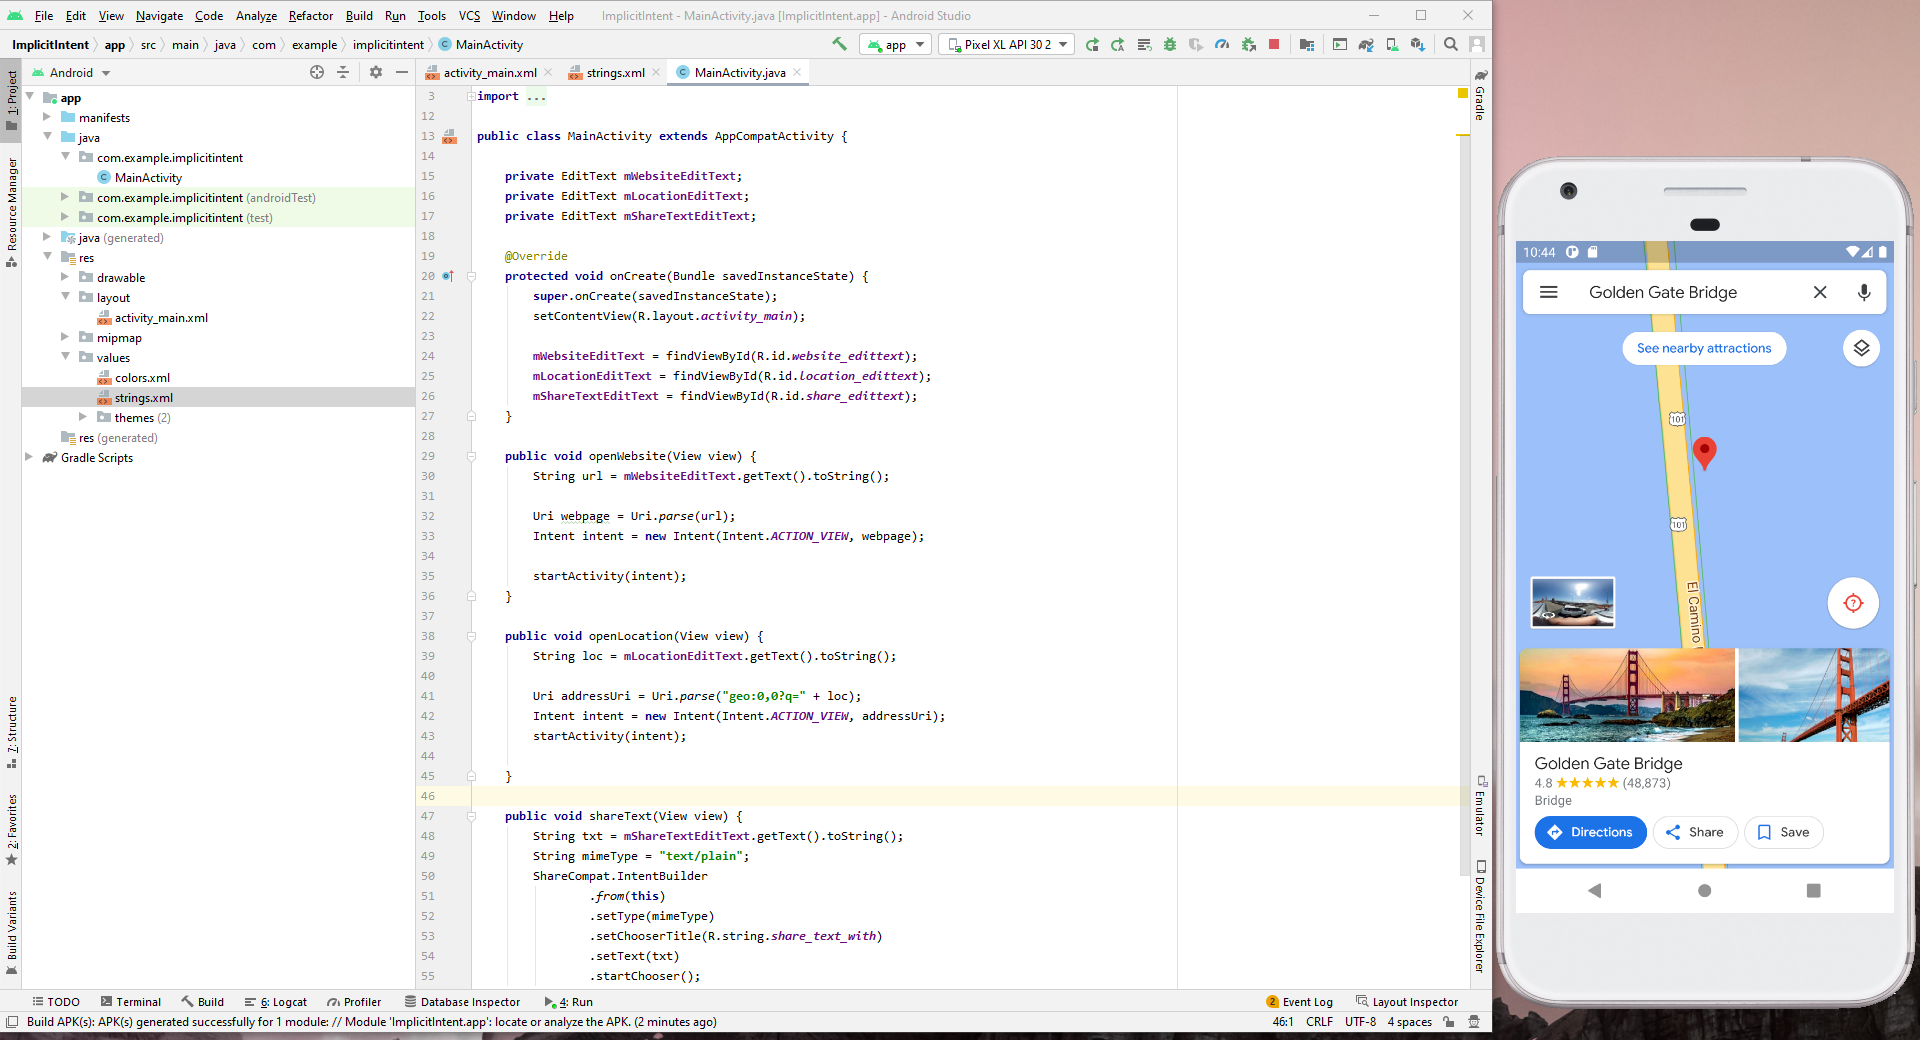 File Edit View Navigate Code Analyze Refactor Build Run Tools VCS Window Help ImplicitIntent - MainActivity.java [ImplicitIntent.app] - Android Studio
ImplicitIntent app src main java com example implicitintent MainActivity app Pixel XL API 30 2
1: Project
Resource Manager
7: Structure
2: Favorites
Build Variants
Android
app
manifests
java
com.example.implicitintent
MainActivity
com.example.implicitintent (androidTest)
com.example.implicitintent (test)
java (generated)
res
drawable
layout
activity_main.xml
mipmap
values
colors.xml
strings.xml
themes (2)
res (generated)
Gradle Scripts
activity_main.xml strings.xml MainActivity.java
3 import ...
12
13 public class MainActivity extends AppCompatActivity {
14
15 private EditText mWebsiteEditText;
16 private EditText mLocationEditText;
17 private EditText mShareTextEditText;
18
19 @Override
20 protected void onCreate(Bundle savedInstanceState) {
21 super.onCreate(savedInstanceState);
22 setContentView(R.layout.activity_main);
23
24 mWebsiteEditText = findViewById(R.id.website_edittext);
25 mLocationEditText = findViewById(R.id.location_edittext);
26 mShareTextEditText = findViewById(R.id.share_edittext);
27 }
28
29 public void openWebsite(View view) {
30 String url = mWebsiteEditText.getText().toString();
31
32 Uri webpage = Uri.parse(url);
33 Intent intent = new Intent(Intent.ACTION_VIEW, webpage);
34
35 startActivity(intent);
36 }
37
38 public void openLocation(View view) {
39 String loc = mLocationEditText.getText().toString();
40
41 Uri addressUri = Uri.parse("geo:0,0?q=" + loc);
42 Intent intent = new Intent(Intent.ACTION_VIEW, addressUri);
43 startActivity(intent);
44
45 }
46
47 public void shareText(View view) {
48 String txt = mShareTextEditText.getText().toString();
49 String mimeType = "text/plain";
50 ShareCompat.IntentBuilder
51 .from(this)
52 .setType(mimeType)
53 .setChooserTitle(R.string.share_text_with)
54 .setText(txt)
55 .startChooser();
Gradle
Emulator
Device File Explorer
TODO Terminal Build 6: Logcat Profiler Database Inspector 4: Run 2 Event Log Layout Inspector
Build APK(s): APK(s) generated successfully for 1 module: // Module 'ImplicitIntent.app': locate or analyze the APK. (2 minutes ago) 46:1 CRLF UTF-8 4 spaces
10:44
Golden Gate Bridge
See nearby attractions
101
101
El Camino
Golden Gate Bridge
4.8 ★★★★★ (48,873)
Bridge
Directions Share Save